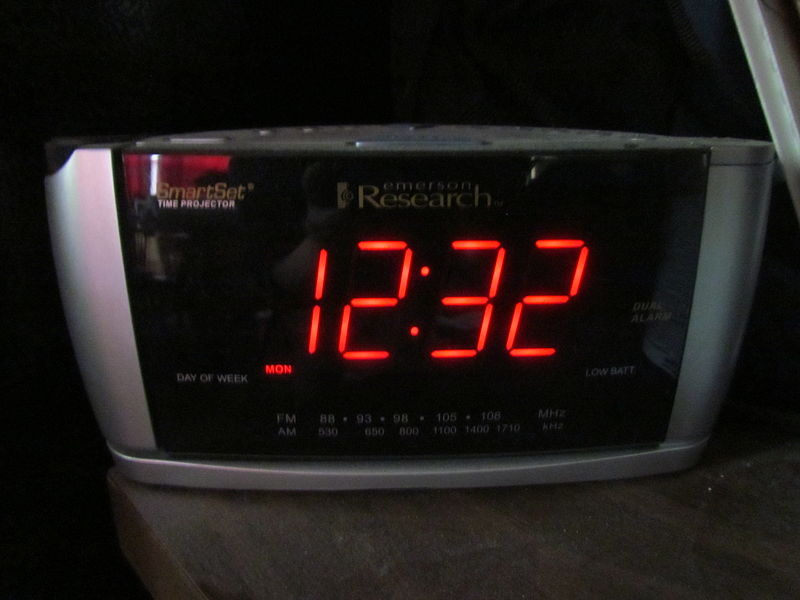 SmartSet®
TIME PROJECTOR
emerson
Research™
12:32
DUAL
ALARM
MON
DAY OF WEEK
LOW BATT.
FM 88 • 93 • 98 • 105 • 108 MHz
AM 530 650 800 1100 1400 1710 kHz